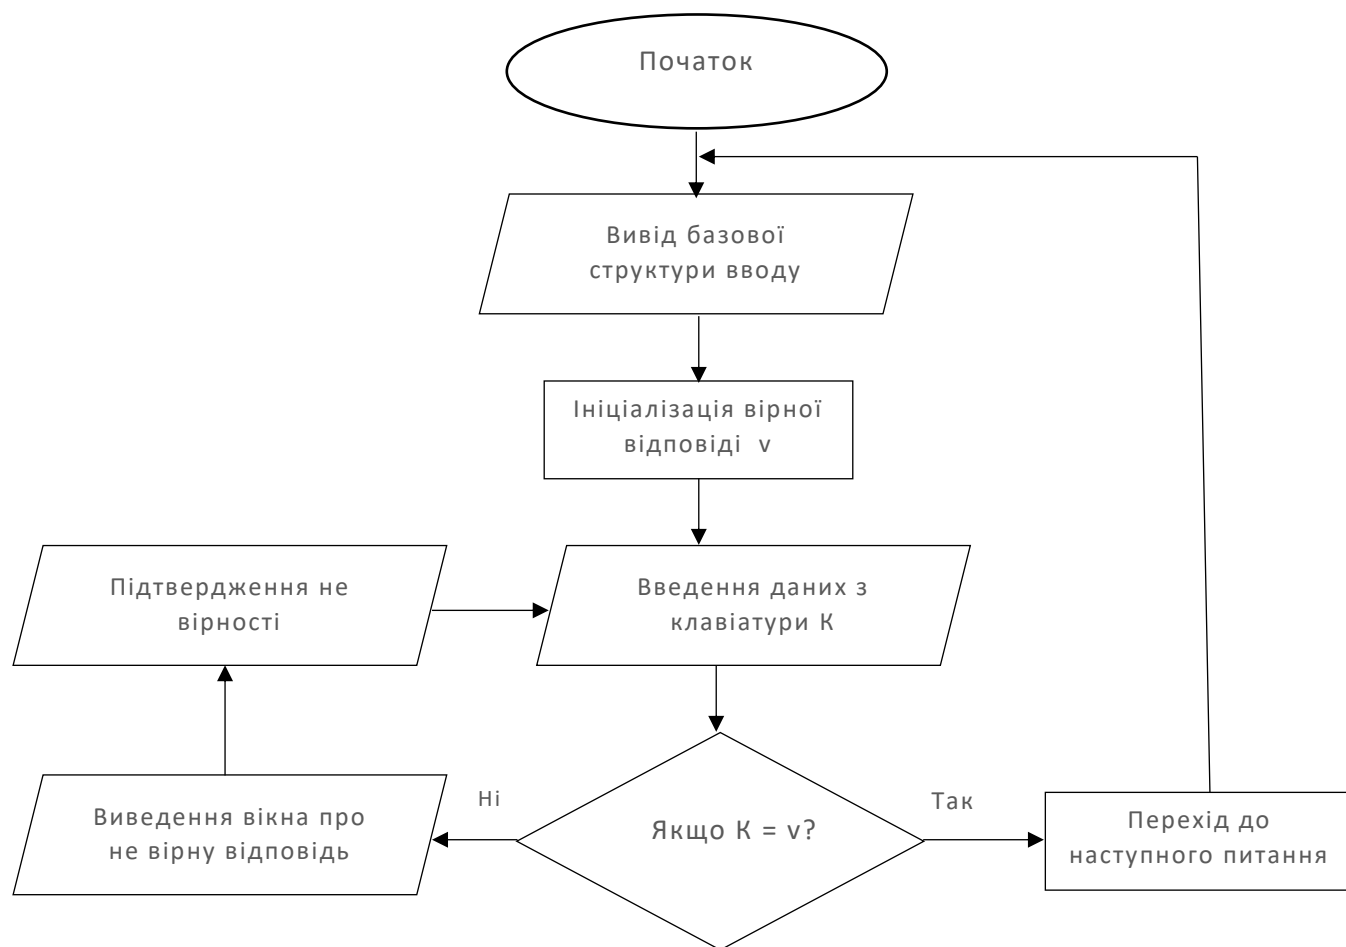 Початок
Вивід базової
структури вводу
Ініціалізація вірної
відповіді v
Підтвердження не
вірності
Введення даних з
клавіатури К
Ні
Так
Виведення вікна про
не вірну відповідь
Якщо К = v?
Перехід до
наступного питання